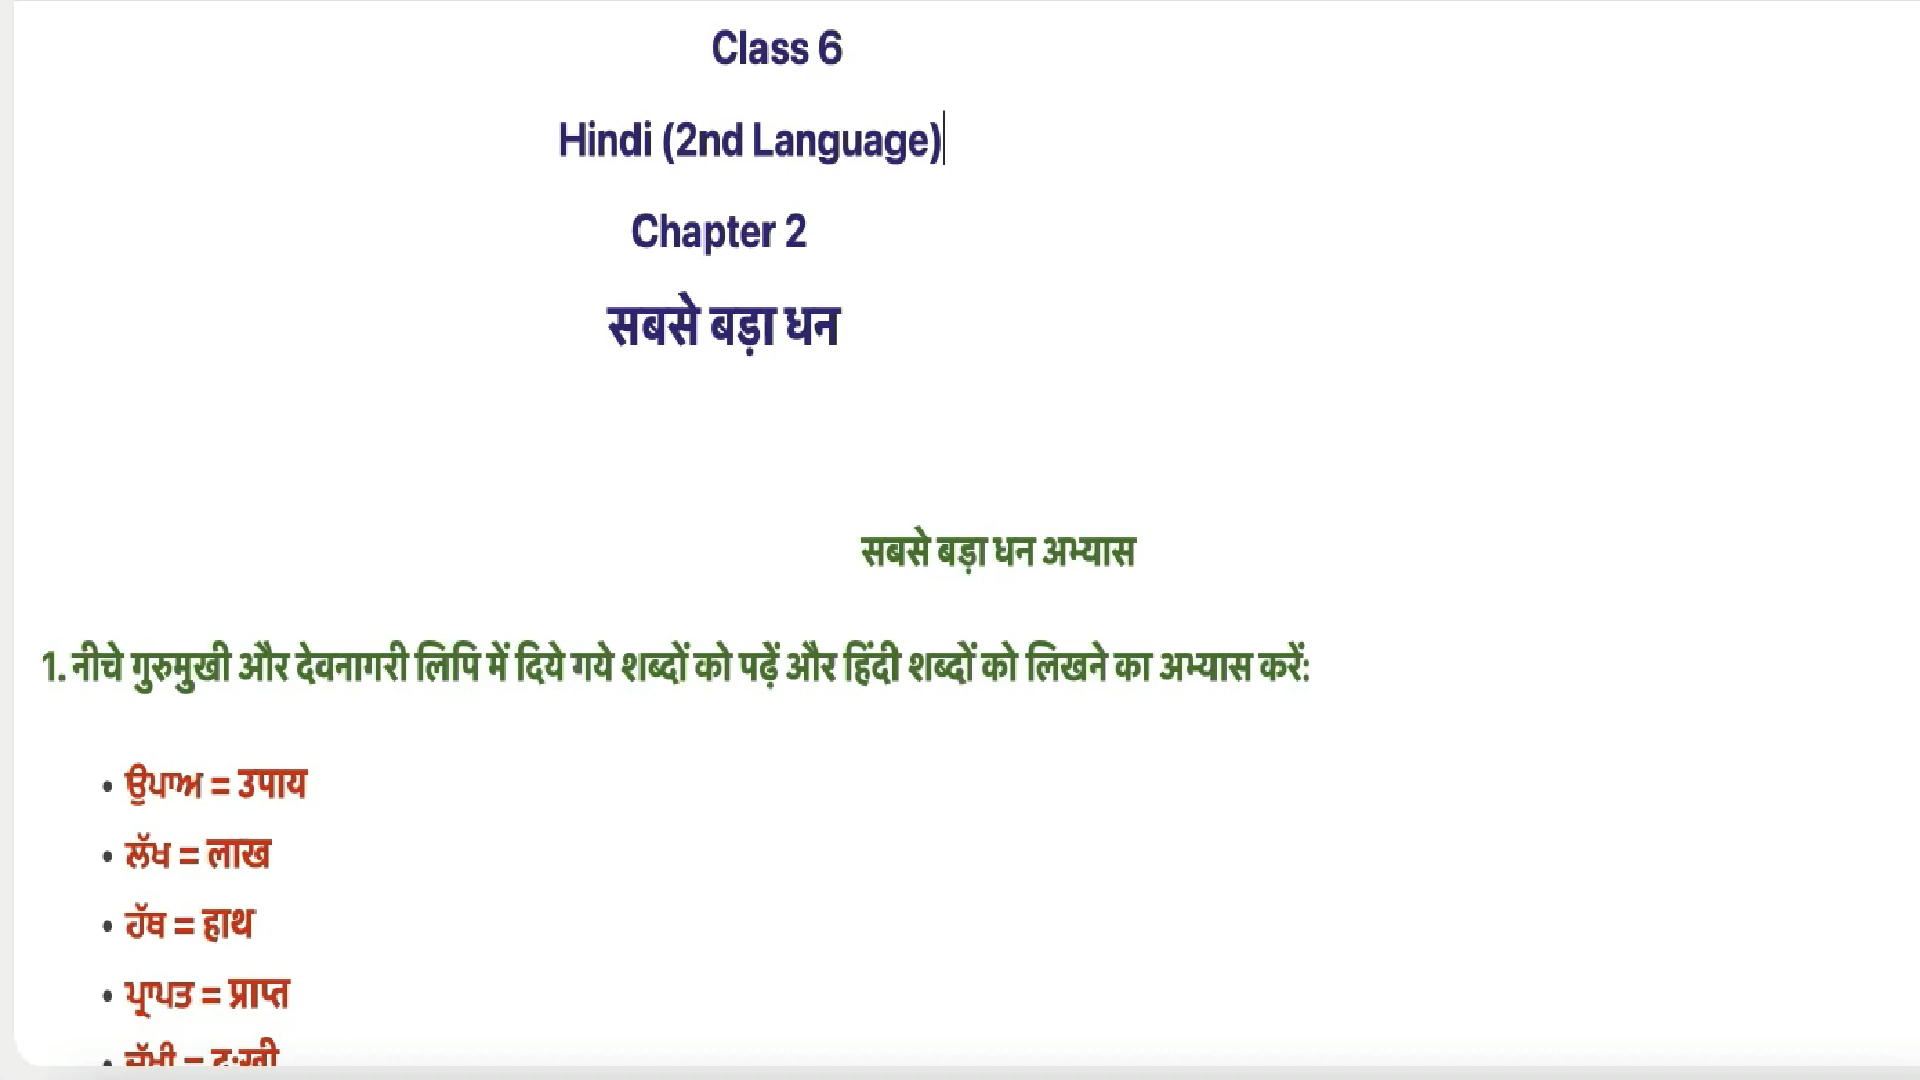 Class 6
Hindi (2nd Language)
Chapter 2
सबसे बड़ा धन
सबसे बड़ा धन अभ्यास
1. नीचे गुरुमुखी और देवनागरी लिपि में दिये गये शब्दों को पढ़ें और हिंदी शब्दों को लिखने का अभ्यास करें:
• ਉਪਾਅ = उपाय
• ਲੱਖ = लाख
• ਹੱਥ = हाथ
• ਪ੍ਰਾਪਤ = प्राप्त